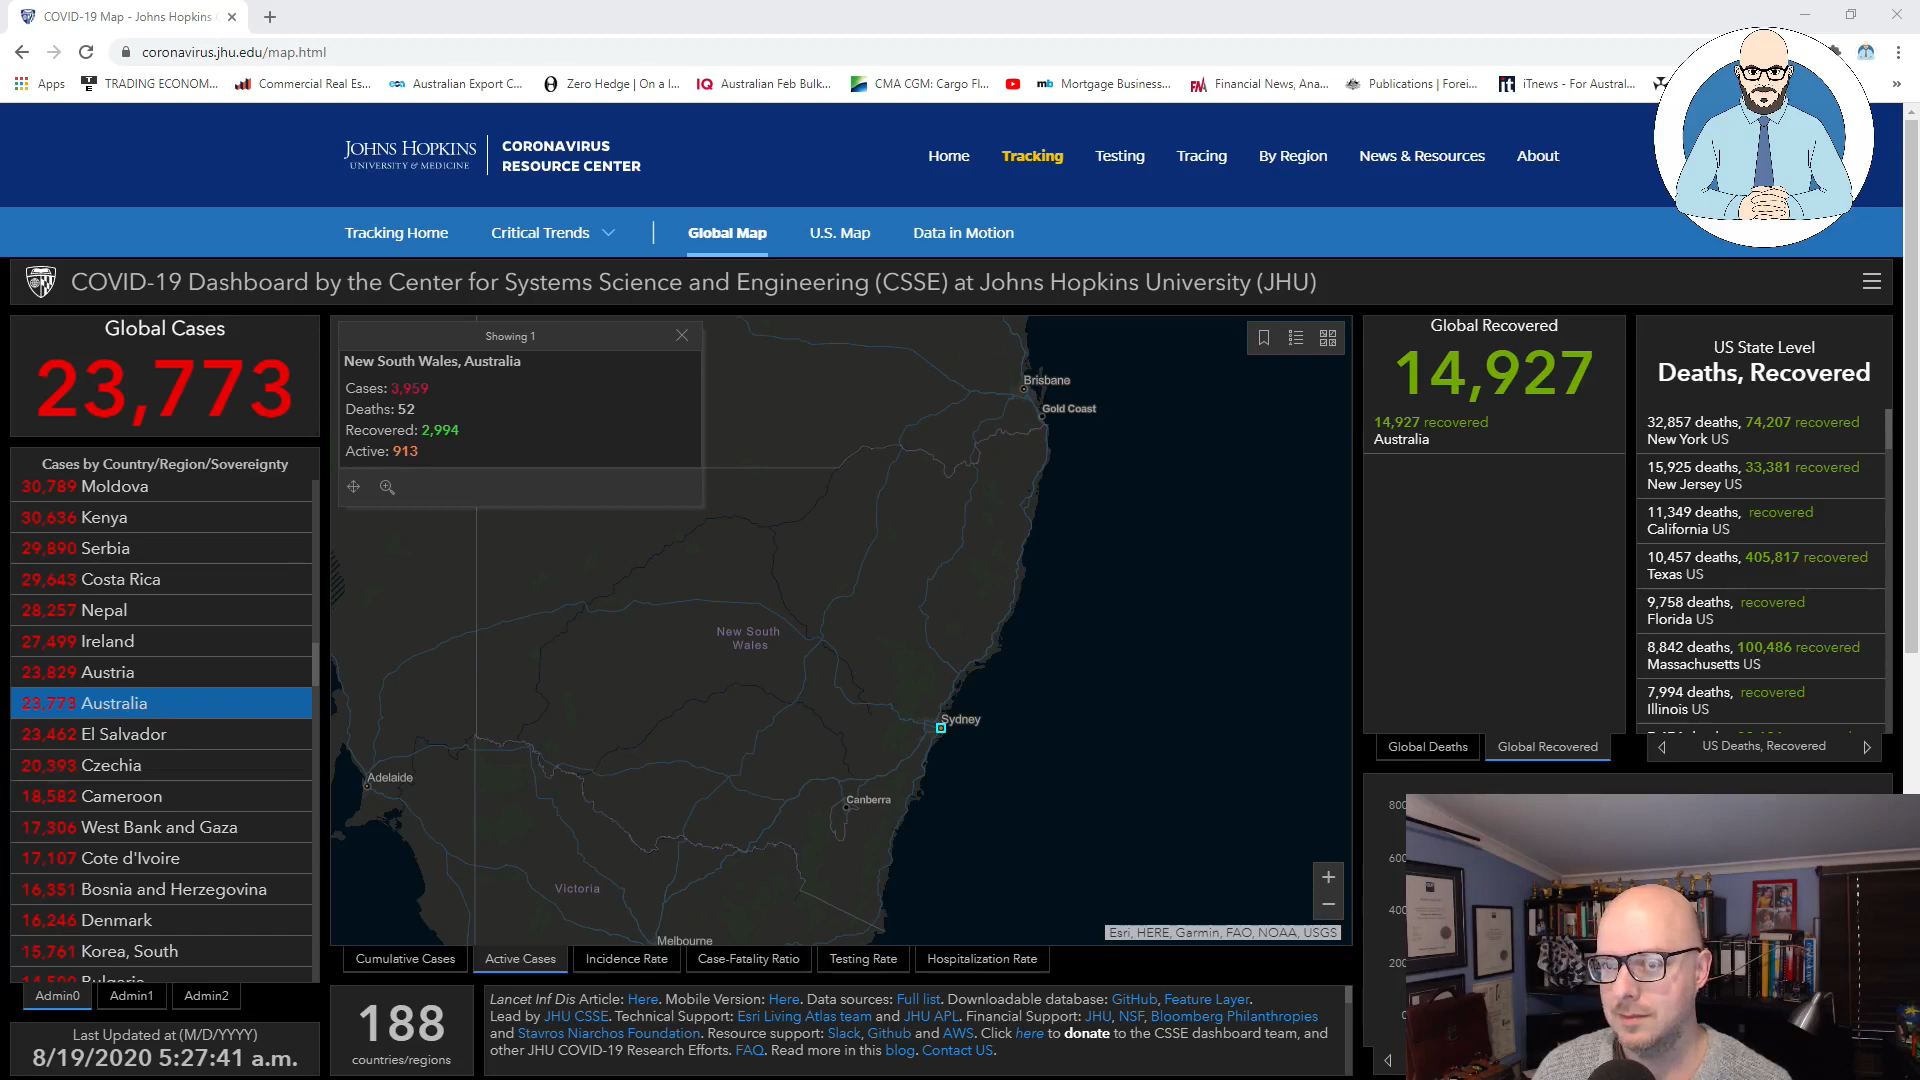 COVID-19 Map - Johns Hopkins
coronavirus.jhu.edu/map.html
Apps
TRADING ECONOM...
Commercial Real Es...
Australian Export C...
Zero Hedge | On a l...
Australian Feb Bulk...
CMA CGM: Cargo Fl...
Mortgage Business...
Financial News, Ana...
Publications | Forei...
iTnews - For Austral...
JOHNS HOPKINS
UNIVERSITY & MEDICINE
CORONAVIRUS
RESOURCE CENTER
Home
Tracking
Testing
Tracing
By Region
News & Resources
About
Tracking Home
Critical Trends
Global Map
U.S. Map
Data in Motion
COVID-19 Dashboard by the Center for Systems Science and Engineering (CSSE) at Johns Hopkins University (JHU)
Global Cases
23,773
Cases by Country/Region/Sovereignty
30,789 Moldova
30,636 Kenya
29,890 Serbia
29,643 Costa Rica
28,257 Nepal
27,499 Ireland
23,829 Austria
23,773 Australia
23,462 El Salvador
20,393 Czechia
18,582 Cameroon
17,306 West Bank and Gaza
17,107 Cote d'Ivoire
16,351 Bosnia and Herzegovina
16,246 Denmark
15,761 Korea, South
Bulgaria
Admin0
Admin1
Admin2
Last Updated at (M/D/YYYY)
8/19/2020 5:27:41 a.m.
Showing 1
New South Wales, Australia
Cases: 3,959
Deaths: 52
Recovered: 2,994
Active: 913
Brisbane
Gold Coast
New South
Wales
Sydney
Adelaide
Canberra
Victoria
Melbourne
Esri, HERE, Garmin, FAO, NOAA, USGS
Cumulative Cases
Active Cases
Incidence Rate
Case-Fatality Ratio
Testing Rate
Hospitalization Rate
188
countries/regions
Lancet Inf Dis Article: Here. Mobile Version: Here. Data sources: Full list. Downloadable database: GitHub, Feature Layer.
Lead by JHU CSSE. Technical Support: Esri Living Atlas team and JHU APL. Financial Support: JHU, NSF, Bloomberg Philanthropies
and Stavros Niarchos Foundation. Resource support: Slack, Github and AWS. Click here to donate to the CSSE dashboard team, and
other JHU COVID-19 Research Efforts. FAQ. Read more in this blog. Contact US.
Global Recovered
14,927
14,927 recovered
Australia
Global Deaths
Global Recovered
US State Level
Deaths, Recovered
32,857 deaths, 74,207 recovered
New York US
15,925 deaths, 33,381 recovered
New Jersey US
11,349 deaths, recovered
California US
10,457 deaths, 405,817 recovered
Texas US
9,758 deaths, recovered
Florida US
8,842 deaths, 100,486 recovered
Massachusetts US
7,994 deaths, recovered
Illinois US
US Deaths, Recovered
800
600
400
200